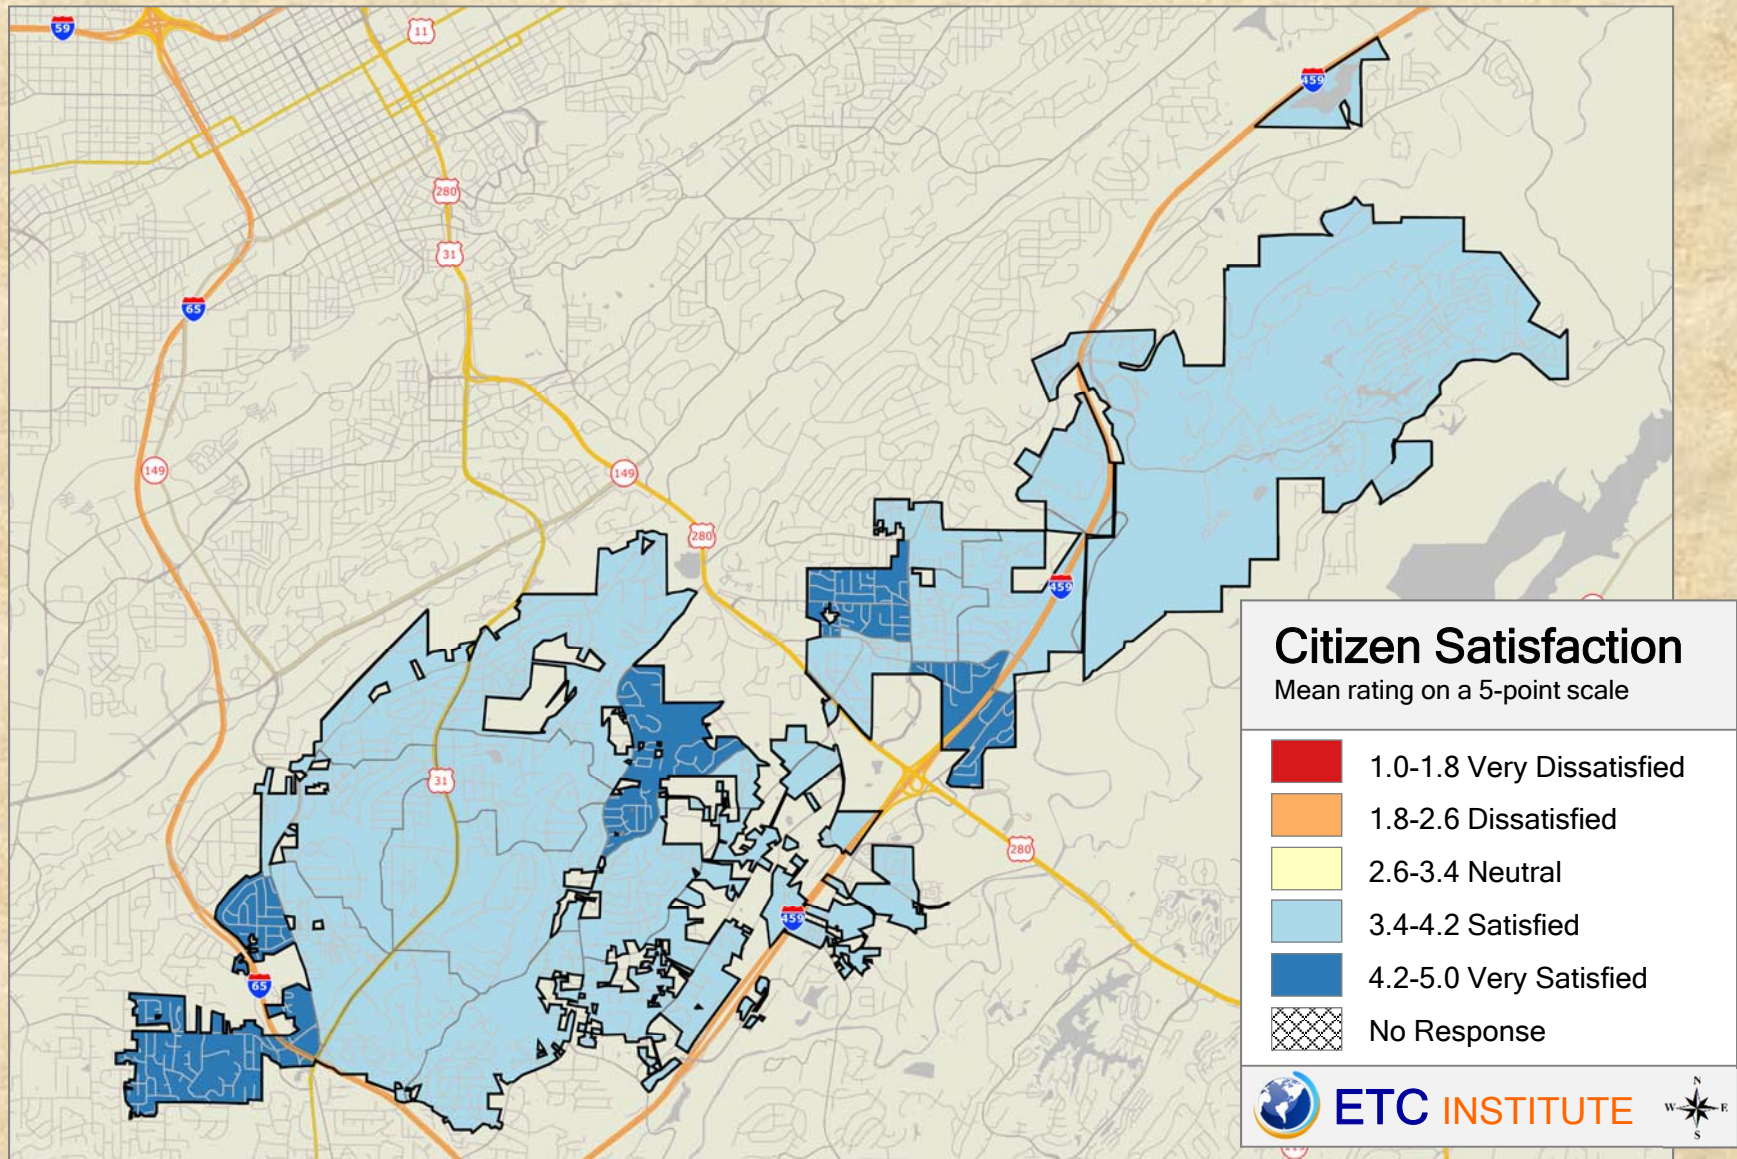 59
11
459
280
31
65
149
149
280
459
31
280
459
65
Citizen Satisfaction
Mean rating on a 5-point scale
1.0-1.8 Very Dissatisfied
1.8-2.6 Dissatisfied
2.6-3.4 Neutral
3.4-4.2 Satisfied
4.2-5.0 Very Satisfied
No Response
ETC INSTITUTE
N
W E
S